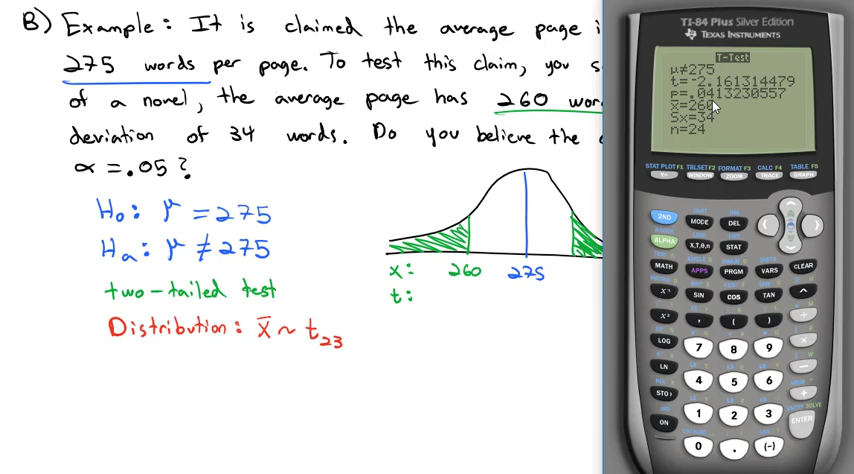 B) Example: It is claimed the average page i
275 words per page. To test this claim, you s
of a novel, the average page has 260 wor
deviation of 34 words. Do you believe the
α = .05?
H₀: μ = 275
Hₐ: μ ≠ 275
two-tailed test
Distribution: x̄ ~ t₂₃
x: 260 275
t:
TI-84 Plus Silver Edition
TEXAS INSTRUMENTS
T-Test
μ≠275
t=-2.161314479
p=.0413230557
x̄=260
Sx=34
n=24
STAT PLOT F1 TBLSET F2 FORMAT F3 CALC F4 TABLE F5
Y= WINDOW ZOOM TRACE GRAPH
2ND MODE DEL
ALPHA X,T,θ,n STAT
MATH APPS PRGM VARS CLEAR
x⁻¹ SIN COS TAN ^
x² , ( ) ÷
LOG 7 8 9 ×
LN 4 5 6 −
STO› 1 2 3 +
ON 0 . (-) ENTER